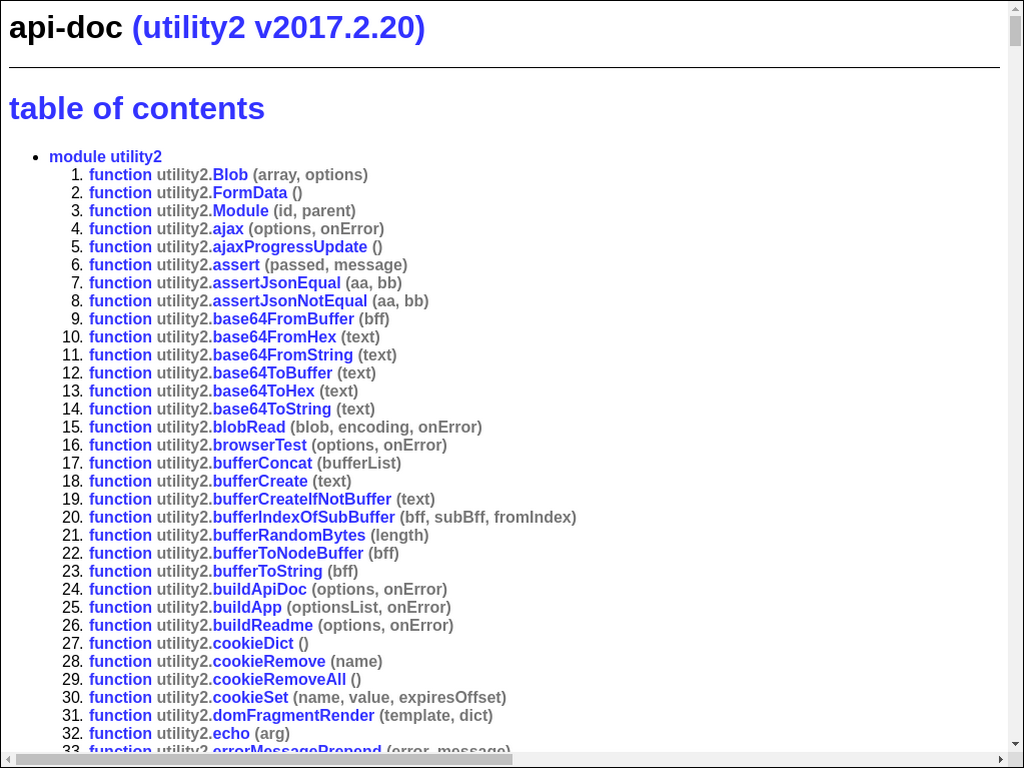 api-doc (utility2 v2017.2.20)
table of contents
• module utility2
1. function utility2.Blob (array, options)
2. function utility2.FormData ()
3. function utility2.Module (id, parent)
4. function utility2.ajax (options, onError)
5. function utility2.ajaxProgressUpdate ()
6. function utility2.assert (passed, message)
7. function utility2.assertJsonEqual (aa, bb)
8. function utility2.assertJsonNotEqual (aa, bb)
9. function utility2.base64FromBuffer (bff)
10. function utility2.base64FromHex (text)
11. function utility2.base64FromString (text)
12. function utility2.base64ToBuffer (text)
13. function utility2.base64ToHex (text)
14. function utility2.base64ToString (text)
15. function utility2.blobRead (blob, encoding, onError)
16. function utility2.browserTest (options, onError)
17. function utility2.bufferConcat (bufferList)
18. function utility2.bufferCreate (text)
19. function utility2.bufferCreateIfNotBuffer (text)
20. function utility2.bufferIndexOfSubBuffer (bff, subBff, fromIndex)
21. function utility2.bufferRandomBytes (length)
22. function utility2.bufferToNodeBuffer (bff)
23. function utility2.bufferToString (bff)
24. function utility2.buildApiDoc (options, onError)
25. function utility2.buildApp (optionsList, onError)
26. function utility2.buildReadme (options, onError)
27. function utility2.cookieDict ()
28. function utility2.cookieRemove (name)
29. function utility2.cookieRemoveAll ()
30. function utility2.cookieSet (name, value, expiresOffset)
31. function utility2.domFragmentRender (template, dict)
32. function utility2.echo (arg)
33. function utility2.errorMessagePrepend (error, message)